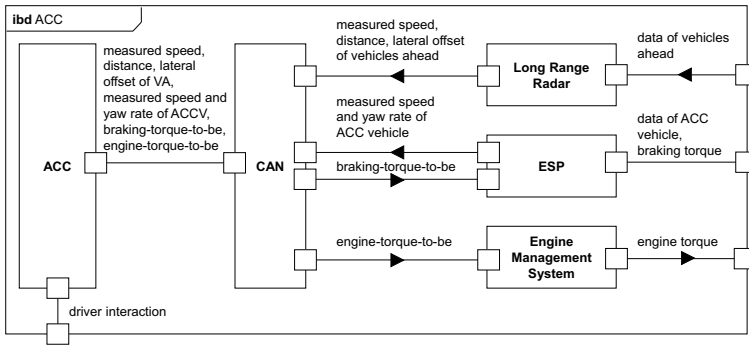 ibd ACC
measured speed,
distance, lateral
offset of VA,
measured speed and
yaw rate of ACCV,
braking-torque-to-be,
engine-torque-to-be
ACC
CAN
measured speed,
distance, lateral offset
of vehicles ahead
Long Range
Radar
data of vehicles
ahead
measured speed
and yaw rate of
ACC vehicle
braking-torque-to-be
ESP
data of ACC
vehicle,
braking torque
engine-torque-to-be
Engine
Management
System
engine torque
driver interaction